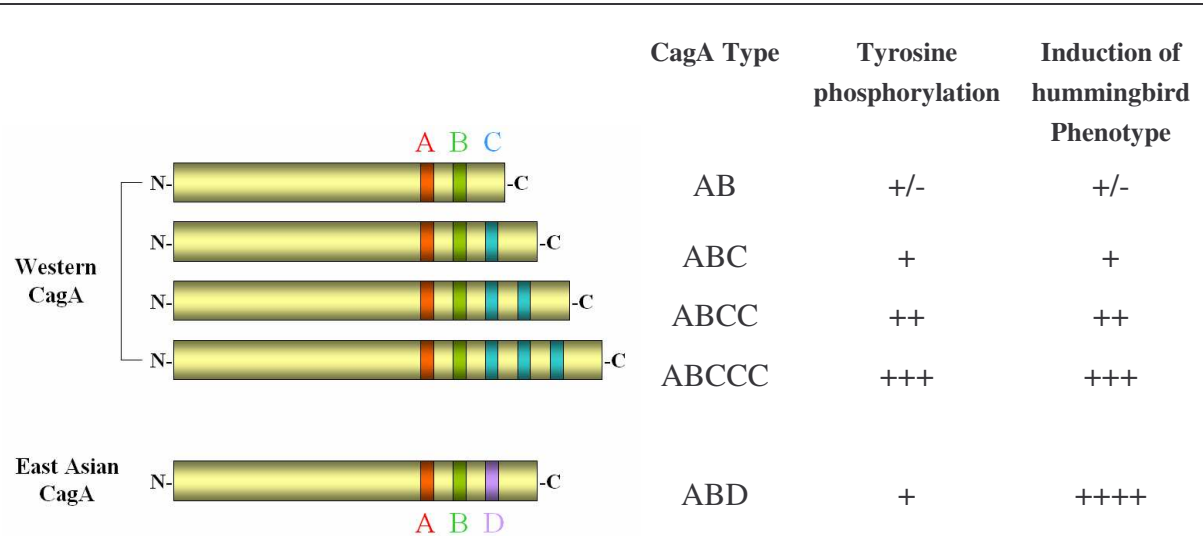 CagA Type Tyrosine phosphorylation Induction of hummingbird Phenotype
A B C
N- -C AB +/- +/-
N- -C ABC + +
Western CagA
N- -C ABCC ++ ++
N- -C ABCCC +++ +++
East Asian CagA
N- -C ABD + ++++
A B D